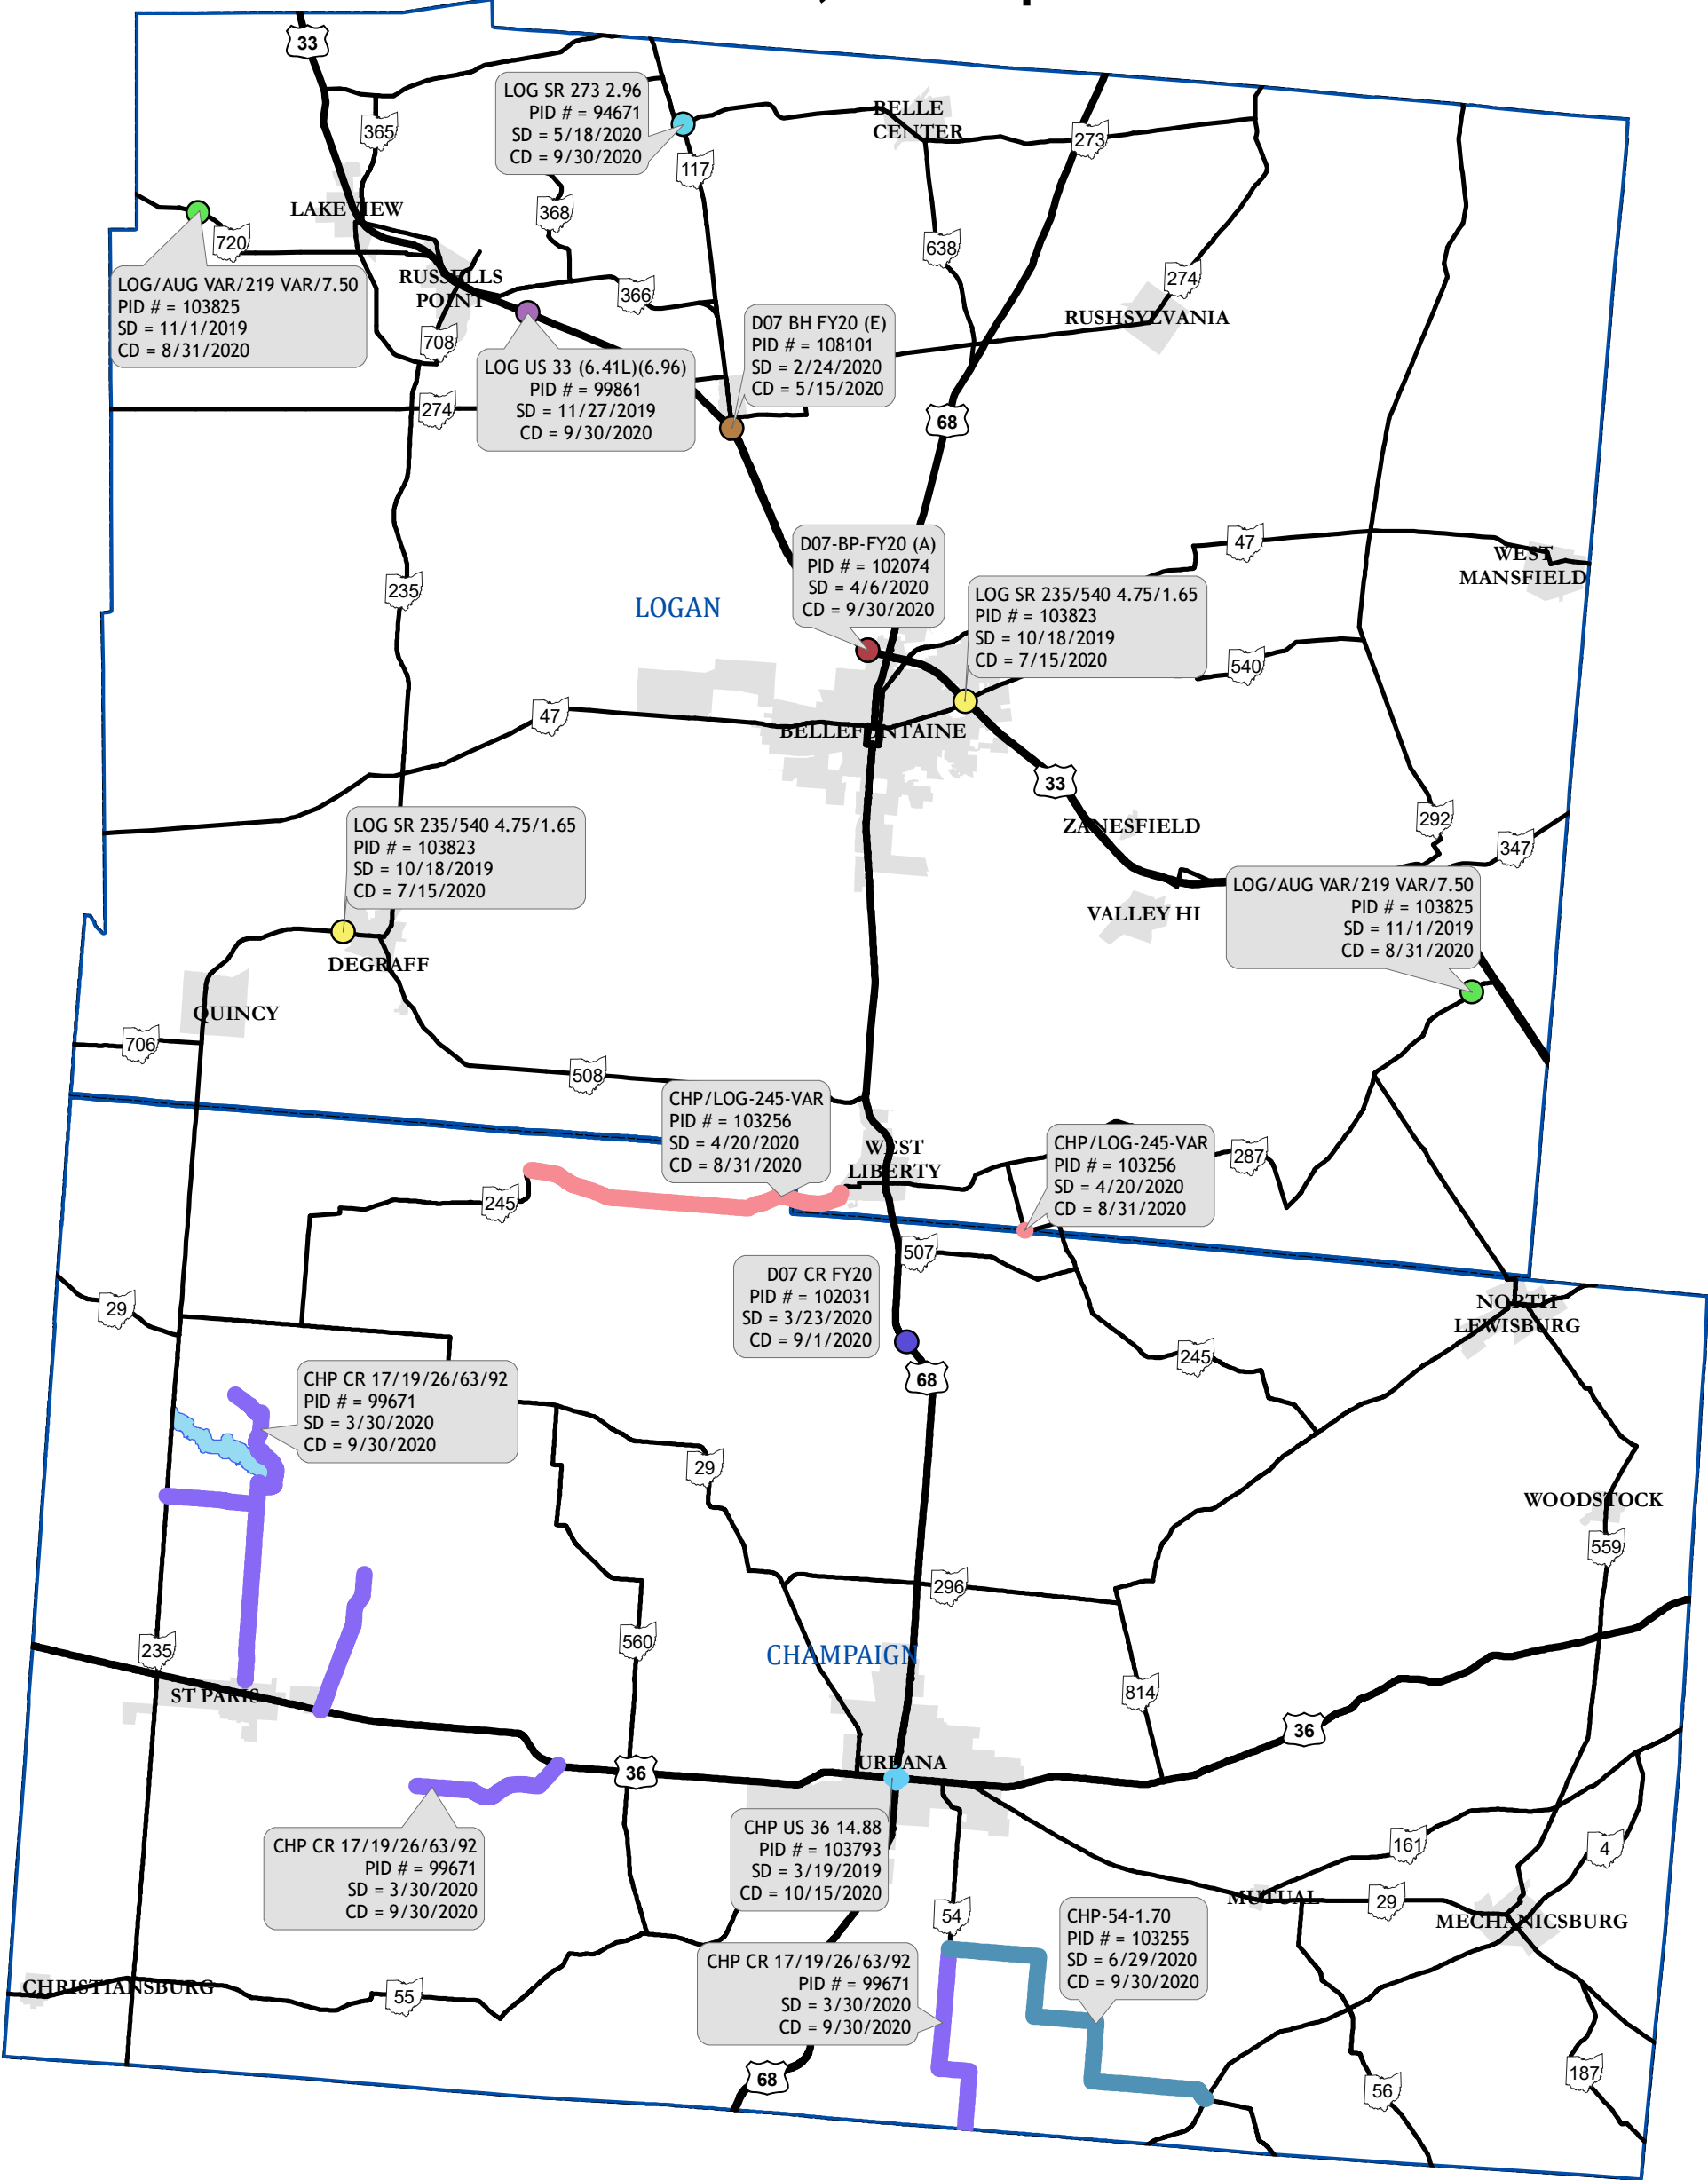 33
LOG SR 273 2.96
PID # = 94671
SD = 5/18/2020
CD = 9/30/2020
BELLE
CENTER
365
273
117
LAKEVIEW
368
720
638
LOG/AUG VAR/219 VAR/7.50
PID # = 103825
SD = 11/1/2019
CD = 8/31/2020
RUSSELLS
POINT
366
274
RUSHSYLVANIA
708
D07 BH FY20 (E)
PID # = 108101
SD = 2/24/2020
CD = 5/15/2020
LOG US 33 (6.41L)(6.96)
PID # = 99861
SD = 11/27/2019
CD = 9/30/2020
274
68
D07-BP-FY20 (A)
PID # = 102074
SD = 4/6/2020
CD = 9/30/2020
47
WEST
MANSFIELD
235
LOGAN
LOG SR 235/540 4.75/1.65
PID # = 103823
SD = 10/18/2019
CD = 7/15/2020
540
47
BELLEFONTAINE
33
ZANESFIELD
292
347
LOG SR 235/540 4.75/1.65
PID # = 103823
SD = 10/18/2019
CD = 7/15/2020
VALLEY HI
LOG/AUG VAR/219 VAR/7.50
PID # = 103825
SD = 11/1/2019
CD = 8/31/2020
DEGRAFF
QUINCY
706
508
CHP/LOG-245-VAR
PID # = 103256
SD = 4/20/2020
CD = 8/31/2020
WEST
LIBERTY
CHP/LOG-245-VAR
PID # = 103256
SD = 4/20/2020
CD = 8/31/2020
287
245
507
D07 CR FY20
PID # = 102031
SD = 3/23/2020
CD = 9/1/2020
29
NORTH
LEWISBURG
245
68
CHP CR 17/19/26/63/92
PID # = 99671
SD = 3/30/2020
CD = 9/30/2020
29
WOODSTOCK
559
296
235
560
CHAMPAIGN
814
ST PARIS
36
36
URBANA
CHP US 36 14.88
PID # = 103793
SD = 3/19/2019
CD = 10/15/2020
CHP CR 17/19/26/63/92
PID # = 99671
SD = 3/30/2020
CD = 9/30/2020
161
4
MUTUAL
29
MECHANICSBURG
54
CHP-54-1.70
PID # = 103255
SD = 6/29/2020
CD = 9/30/2020
CHP CR 17/19/26/63/92
PID # = 99671
SD = 3/30/2020
CD = 9/30/2020
CHRISTIANSBURG
55
68
56
187